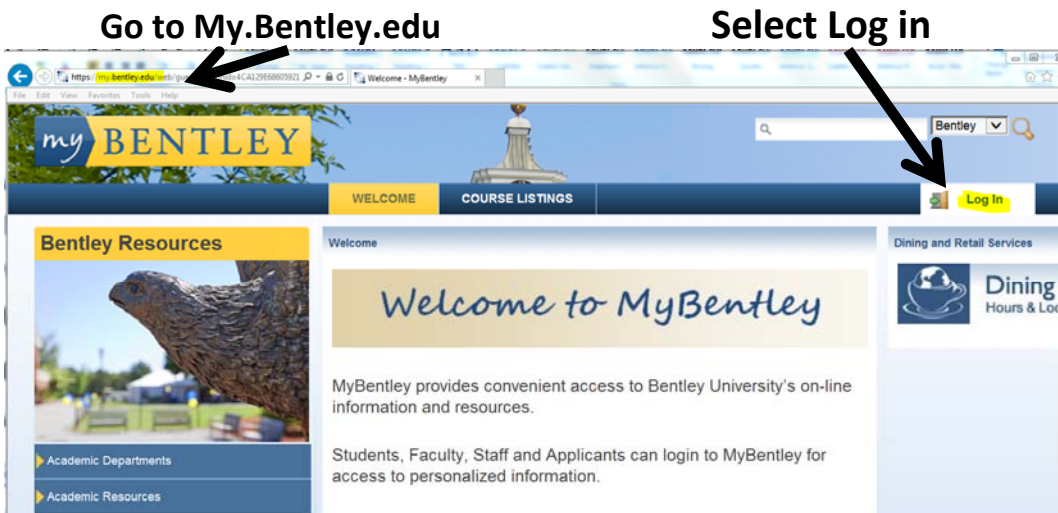 Go to My.Bentley.edu
Select Log in
https://my.bentley.edu/web/gu
=4CA129E68605921
Welcome - MyBentley
File Edit View Favorites Tools Help
my BENTLEY
Bentley
WELCOME
COURSE LISTINGS
Log In
Bentley Resources
Welcome
Dining and Retail Services
Welcome to MyBentley
Dining
Hours & Loc
MyBentley provides convenient access to Bentley University's on-line
information and resources.
Students, Faculty, Staff and Applicants can login to MyBentley for
access to personalized information.
Academic Departments
Academic Resources